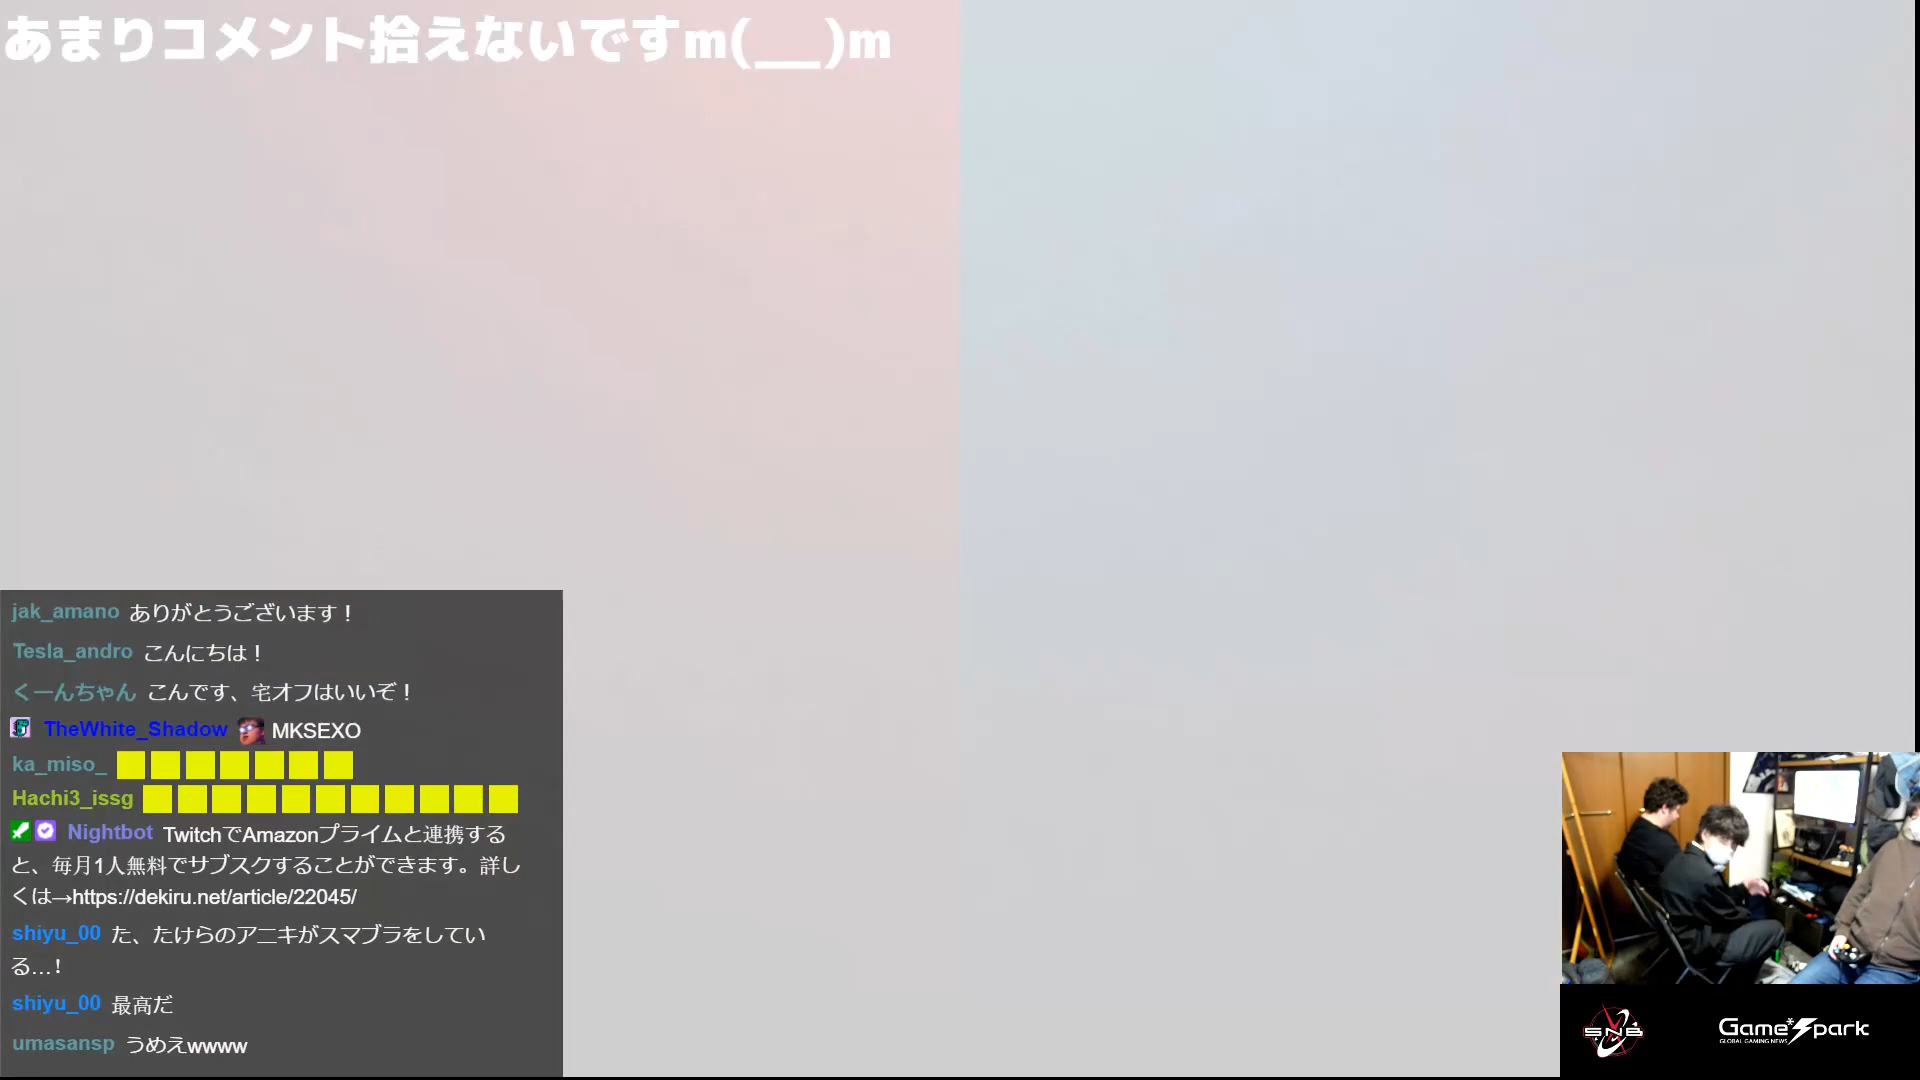 あまりコメント拾えないですm(__)m
jak_amano ありがとうございます！
Tesla_andro こんにちは！
くーんちゃん こんです、宅オフはいいぞ！
TheWhite_Shadow MKSEXO
ka_miso_
Hachi3_issg
Nightbot TwitchでAmazonプライムと連携する
と、毎月1人無料でサブスクすることができます。詳し
くは→https://dekiru.net/article/22045/
shiyu_00 た、たけらのアニキがスマブラをしてい
る…！
shiyu_00 最高だ
umasansp うめえwwww
SNB
Game*Spark
GLOBAL GAMING NEWS